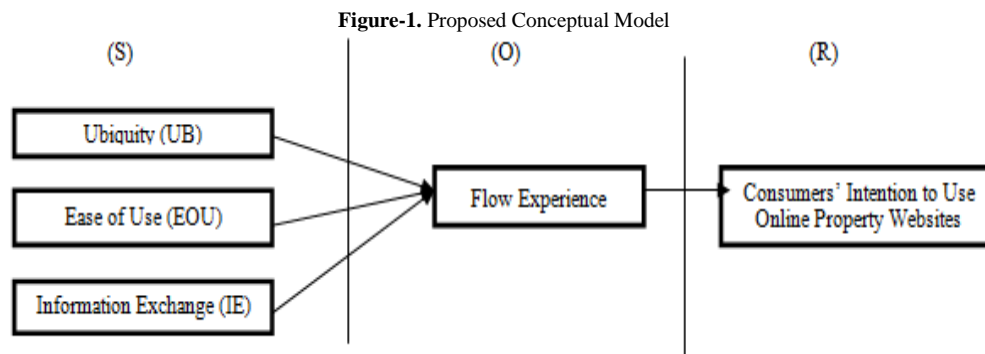 Figure-1. Proposed Conceptual Model
(S)
(O)
(R)
Ubiquity (UB)
Ease of Use (EOU)
Information Exchange (IE)
Flow Experience
Consumers' Intention to Use
Online Property Websites